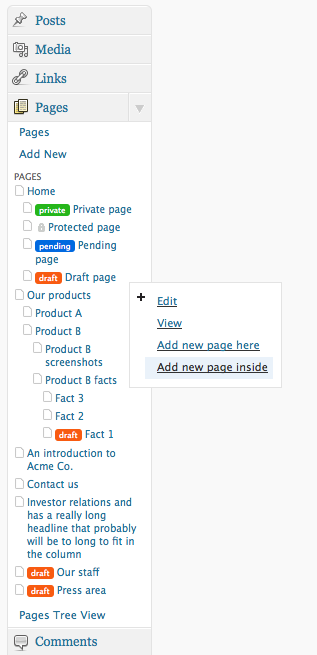 Posts
Media
Links
Pages
Pages
Add New
PAGES
Home
private Private page
Protected page
pending Pending
page
draft Draft page
Our products
Product A
Product B
Product B
screenshots
Product B facts
Fact 3
Fact 2
draft Fact 1
An introduction to
Acme Co.
Contact us
Investor relations and
has a really long
headline that probably
will be to long to fit in
the column
draft Our staff
draft Press area
Pages Tree View
Comments
Edit
View
Add new page here
Add new page inside